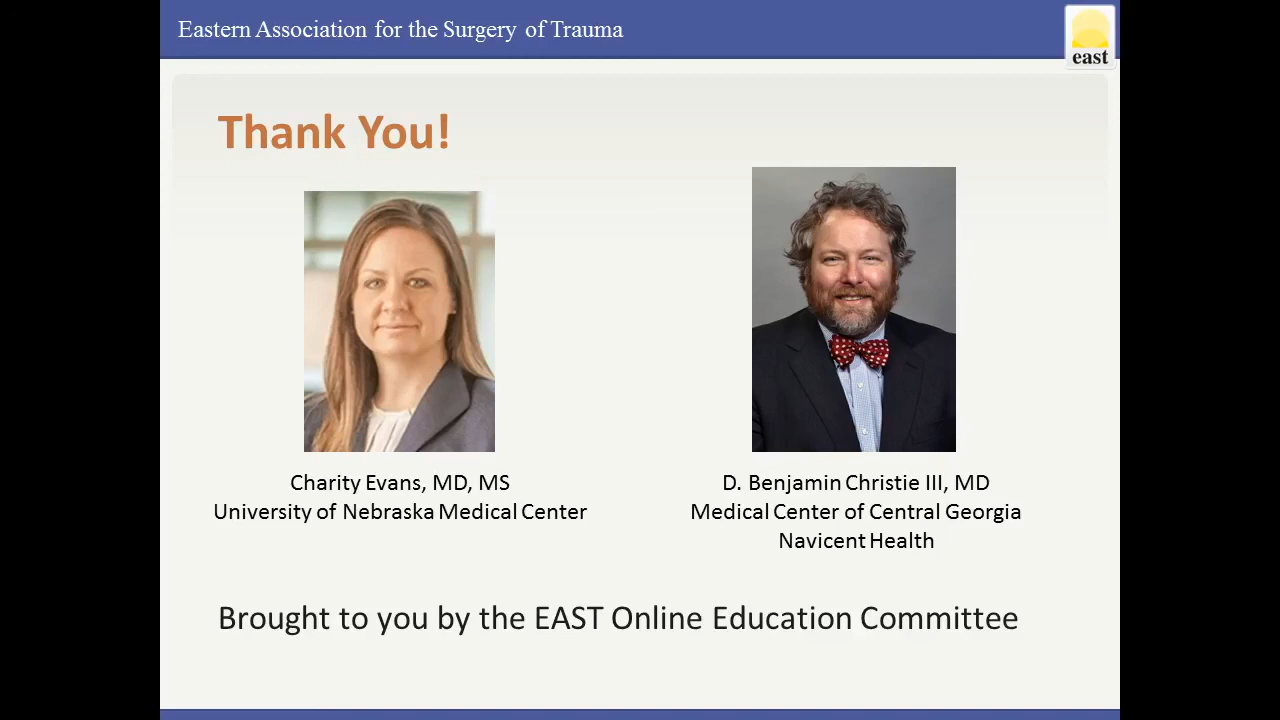 Eastern Association for the Surgery of Trauma
east
Thank You!
Charity Evans, MD, MS
University of Nebraska Medical Center
D. Benjamin Christie III, MD
Medical Center of Central Georgia
Navicent Health
Brought to you by the EAST Online Education Committee